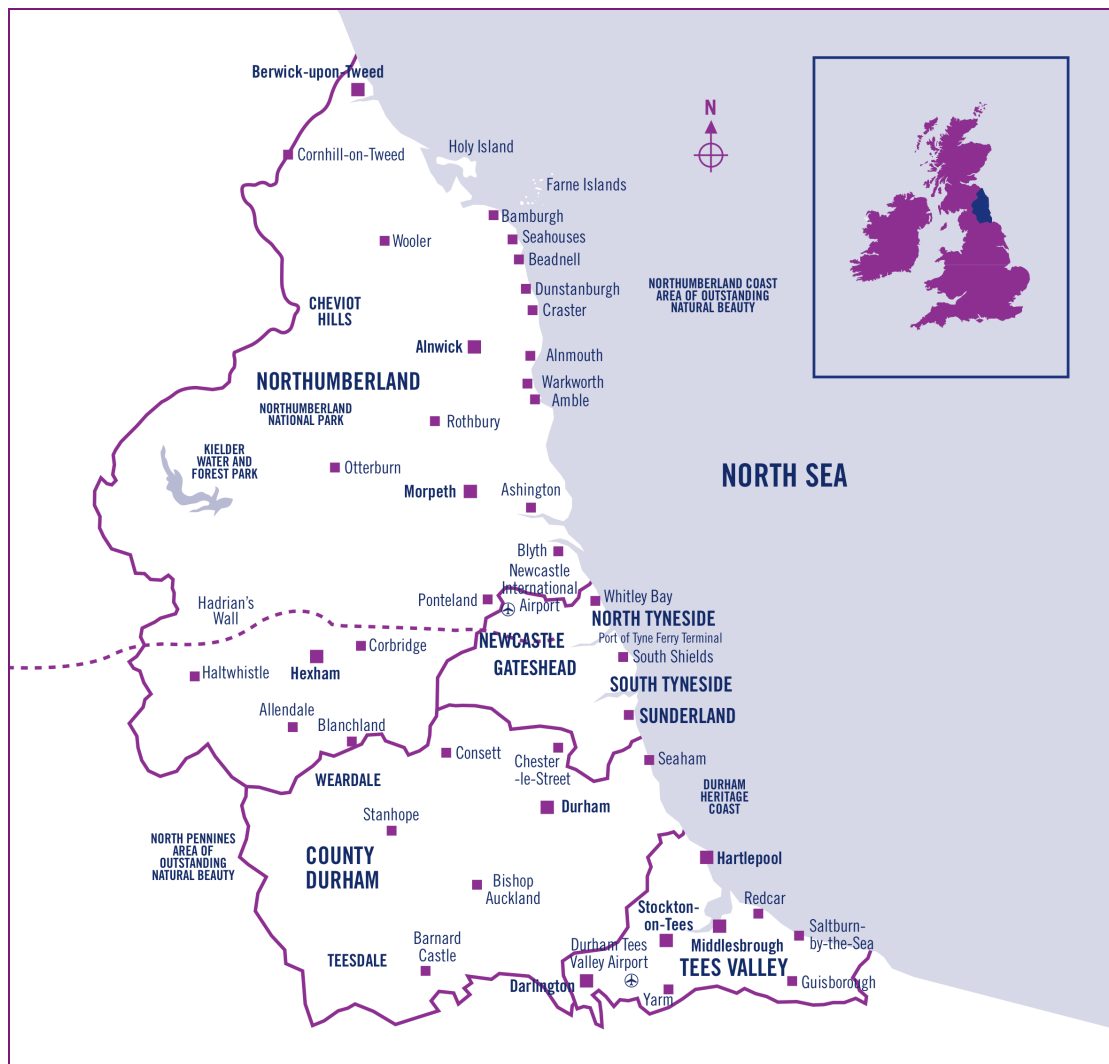 Berwick-upon-Tweed
N
Cornhill-on-Tweed
Holy Island
Farne Islands
Bamburgh
Wooler
Seahouses
Beadnell
Dunstanburgh
NORTHUMBERLAND COAST
AREA OF OUTSTANDING
NATURAL BEAUTY
CHEVIOT
HILLS
Craster
Alnwick
Alnmouth
NORTHUMBERLAND
Warkworth
Amble
NORTHUMBERLAND
NATIONAL PARK
Rothbury
KIELDER
WATER AND
FOREST PARK
Otterburn
NORTH SEA
Morpeth
Ashington
Blyth
Newcastle
International
Airport
Ponteland
Whitley Bay
Hadrian's
Wall
NORTH TYNESIDE
Port of Tyne Ferry Terminal
NEWCASTLE
Corbridge
South Shields
GATESHEAD
Haltwhistle
Hexham
SOUTH TYNESIDE
Allendale
Blanchland
SUNDERLAND
Consett
Chester
-le-Street
Seaham
WEARDALE
DURHAM
HERITAGE
COAST
Durham
Stanhope
NORTH PENNINES
AREA OF
OUTSTANDING
NATURAL BEAUTY
COUNTY
DURHAM
Hartlepool
Bishop
Auckland
Redcar
Stockton-
on-Tees
Saltburn-
by-the-Sea
Middlesbrough
Barnard
Castle
Durham Tees
Valley Airport
TEESDALE
TEES VALLEY
Darlington
Guisborough
Yarm